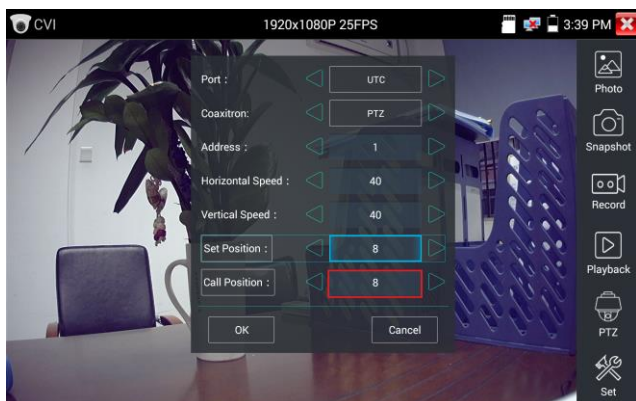 CVI 1920x1080P 25FPS 3:39 PM
Port : UTC
Coaxitron: PTZ
Address : 1
Horizontal Speed : 40
Vertical Speed : 40
Set Position : 8
Call Position : 8
OK Cancel
Photo
Snapshot
Record
Playback
PTZ
Set